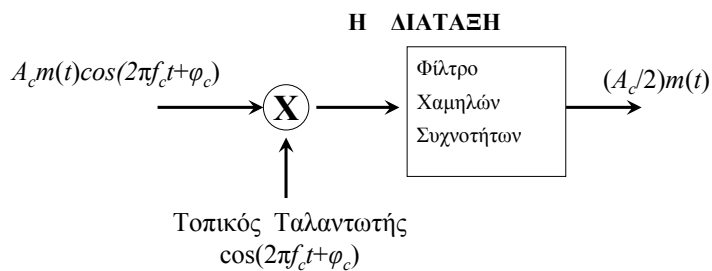 Η ΔΙΑΤΑΞΗ
A_c m(t)cos(2πf_c t+φ_c)
X
Φίλτρο
Χαμηλών
Συχνοτήτων
(A_c/2)m(t)
Τοπικός Ταλαντωτής
cos(2πf_c t+φ_c)